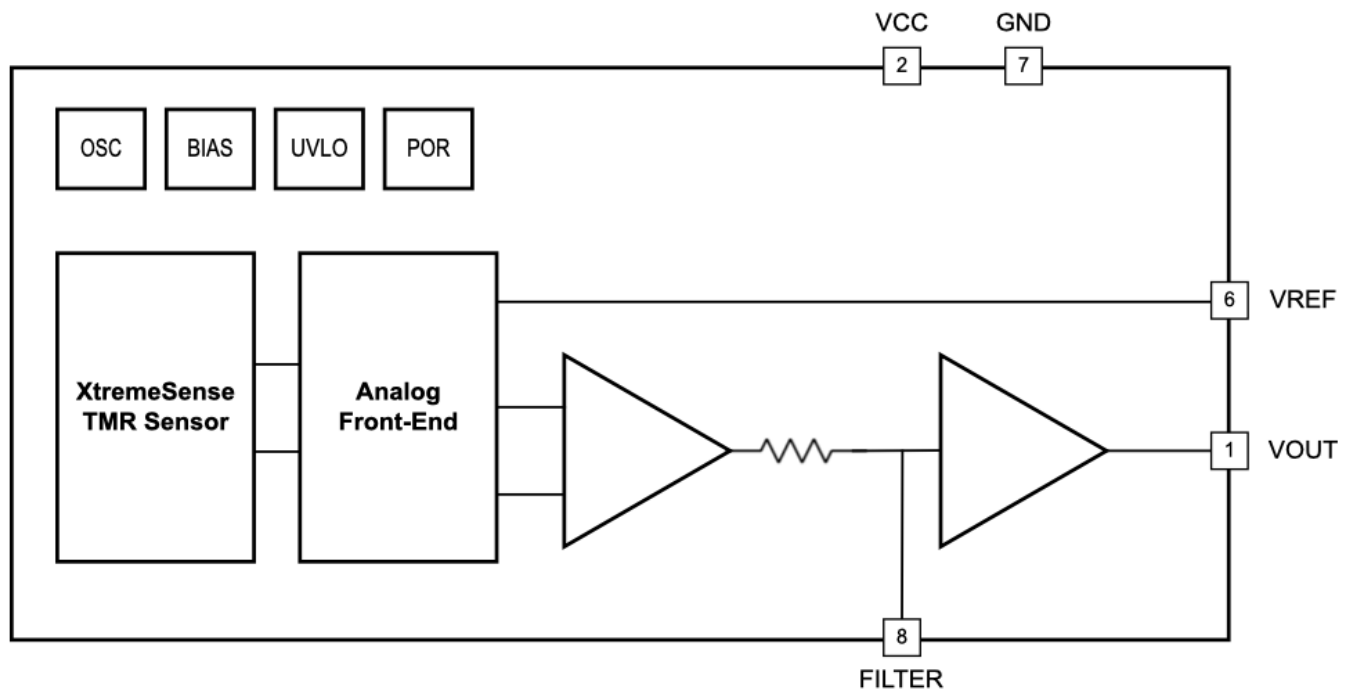 VCC GND
2 7
OSC BIAS UVLO POR
6 VREF
XtremeSense
TMR Sensor
Analog
Front-End
1 VOUT
8
FILTER